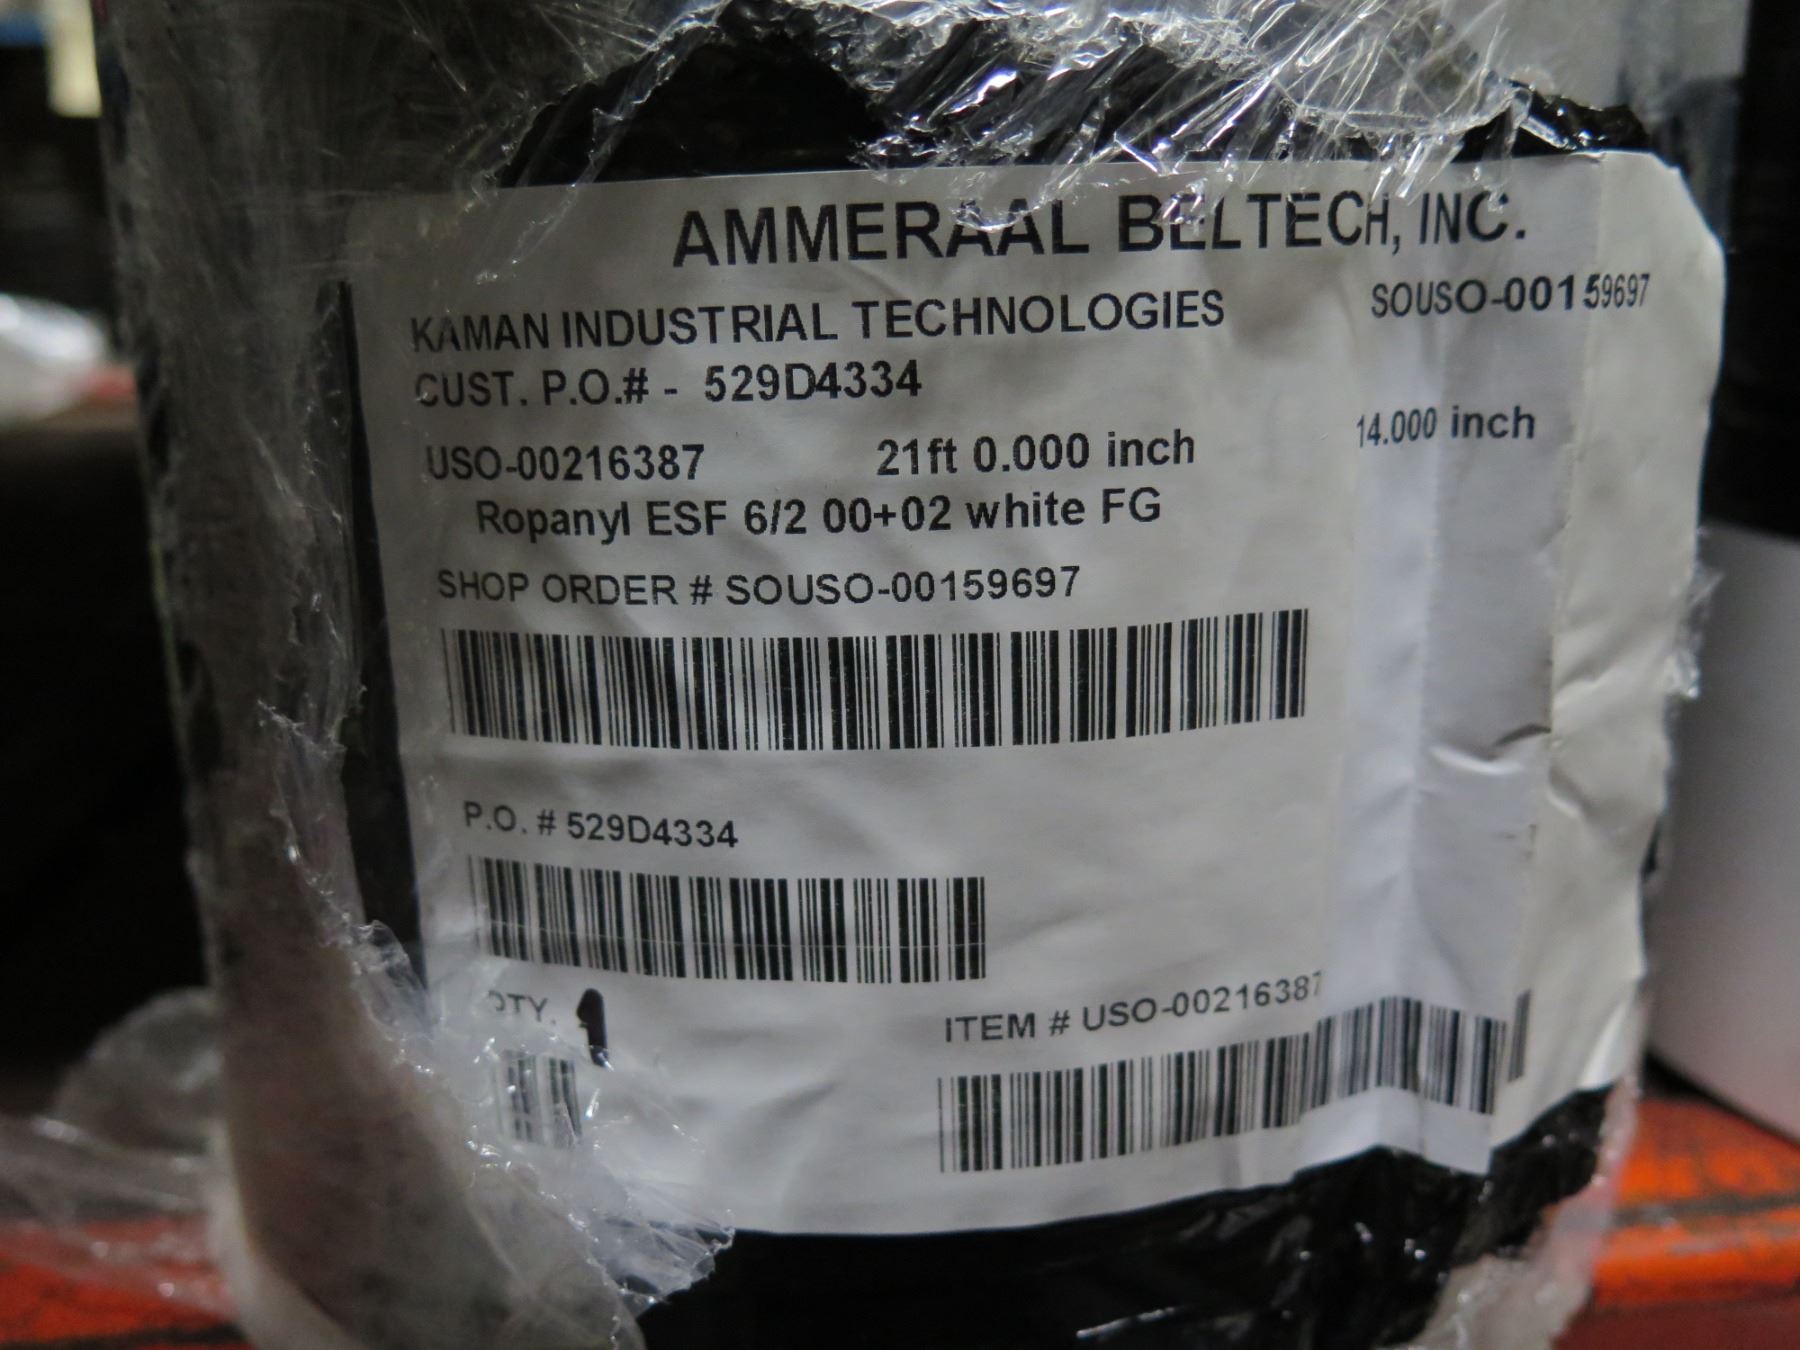 AMMERAAL BELTECH, INC.
KAMAN INDUSTRIAL TECHNOLOGIES SOUSO-00159697
CUST. P.O.# - 529D4334
USO-00216387 21ft 0.000 inch 14.000 inch
Ropanyl ESF 6/2 00+02 white FG
SHOP ORDER # SOUSO-00159697
P.O. # 529D4334
QTY. 1
ITEM # USO-00216387